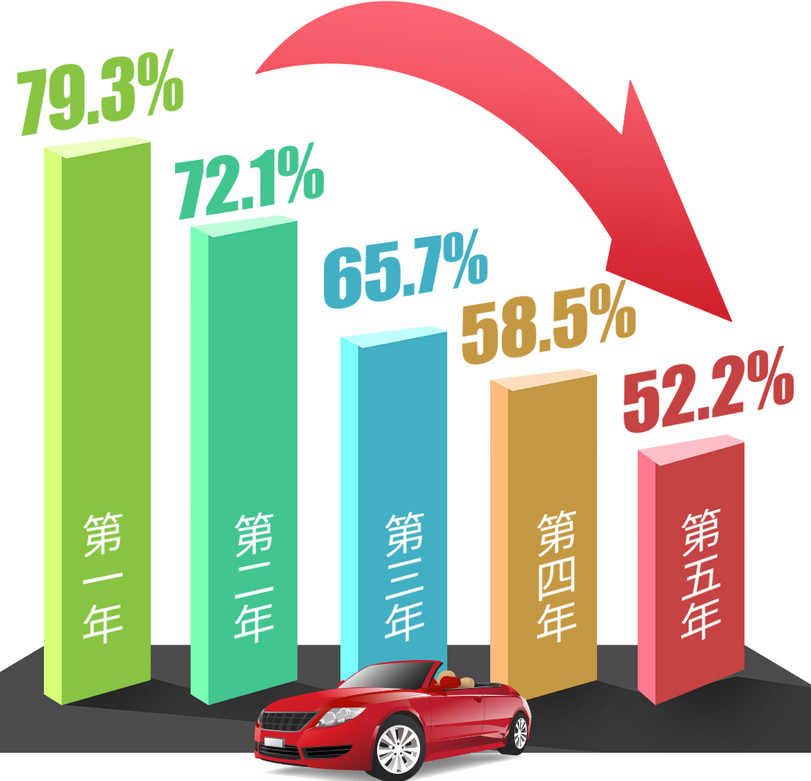 79.3%
72.1%
65.7%
58.5%
52.2%
第一年
第二年
第三年
第四年
第五年